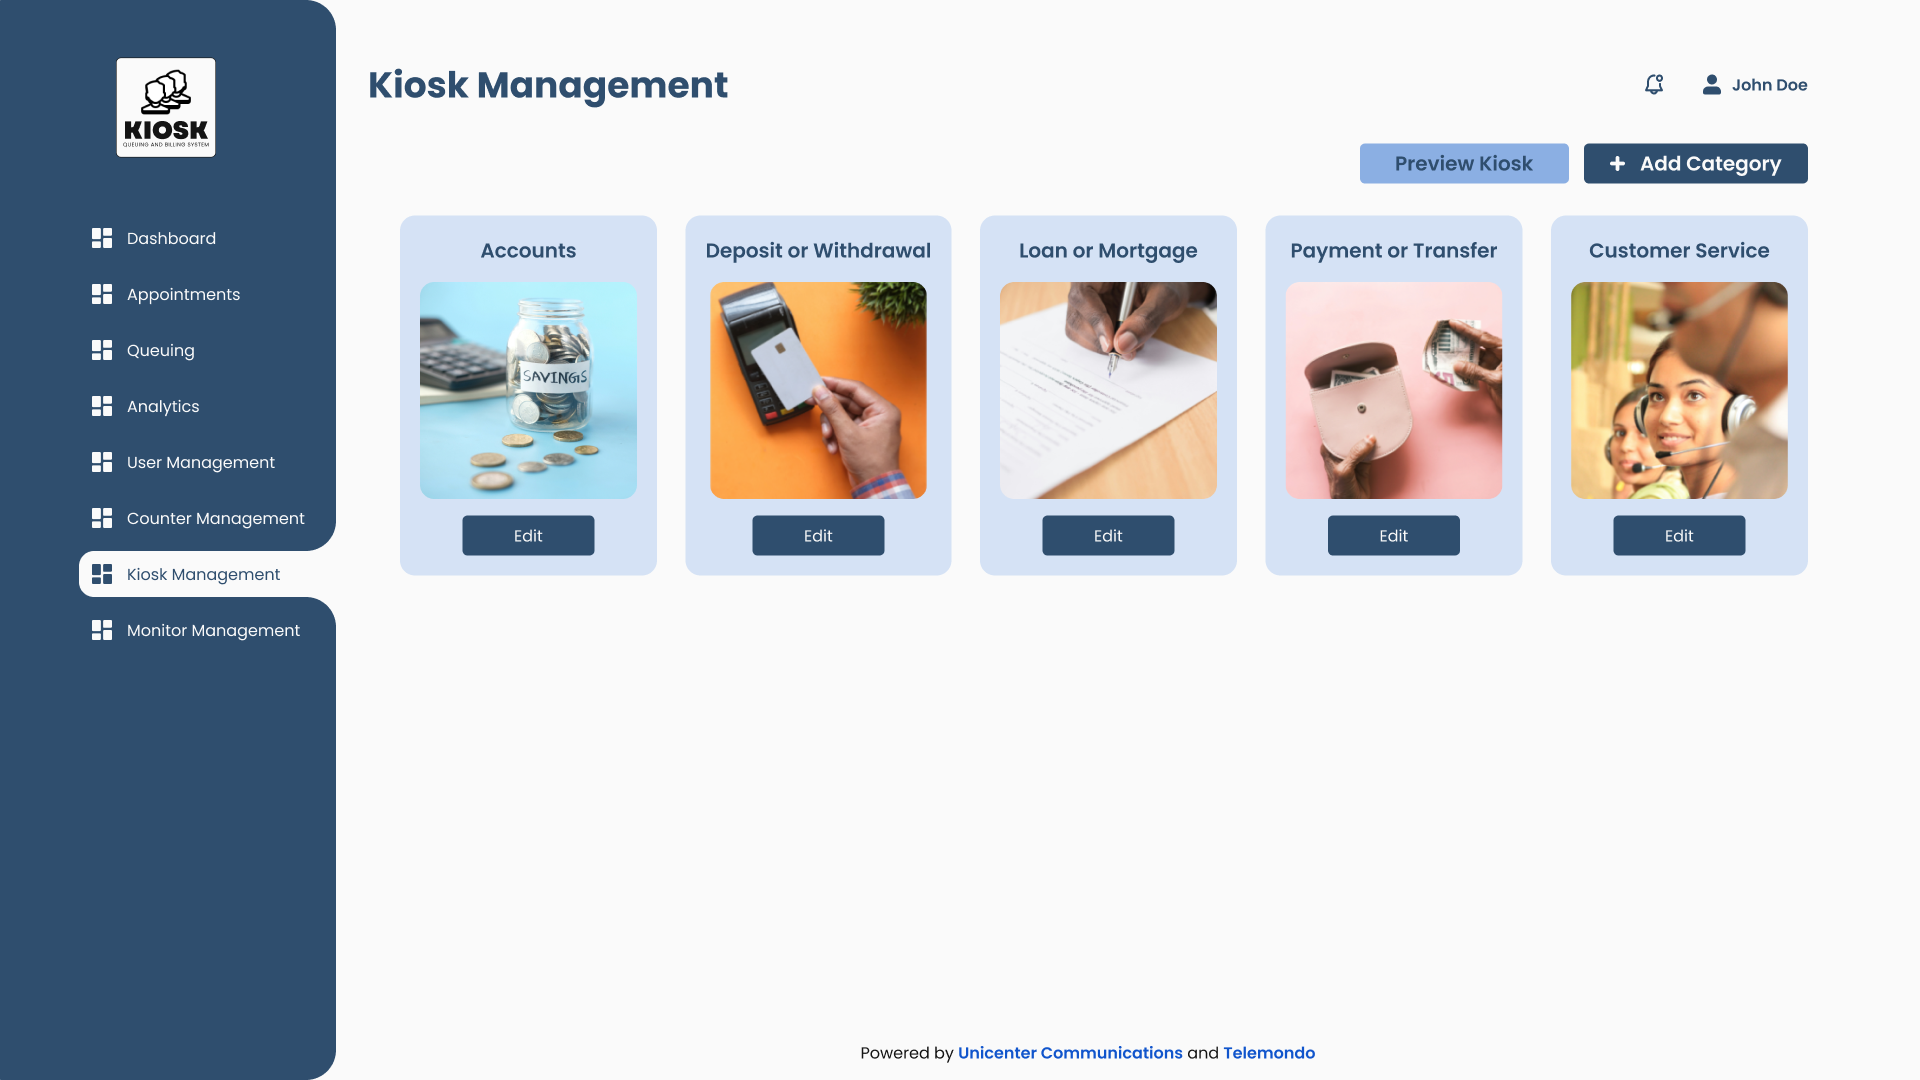 KIOSK
QUEUING AND BILLING SYSTEM
Dashboard
Appointments
Queuing
Analytics
User Management
Counter Management
Kiosk Management
Monitor Management
Kiosk Management
John Doe
Preview Kiosk
Add Category
Accounts
SAVINGS
Edit
Deposit or Withdrawal
Edit
Loan or Mortgage
Edit
Payment or Transfer
Edit
Customer Service
Edit
Powered by Unicenter Communications and Telemondo